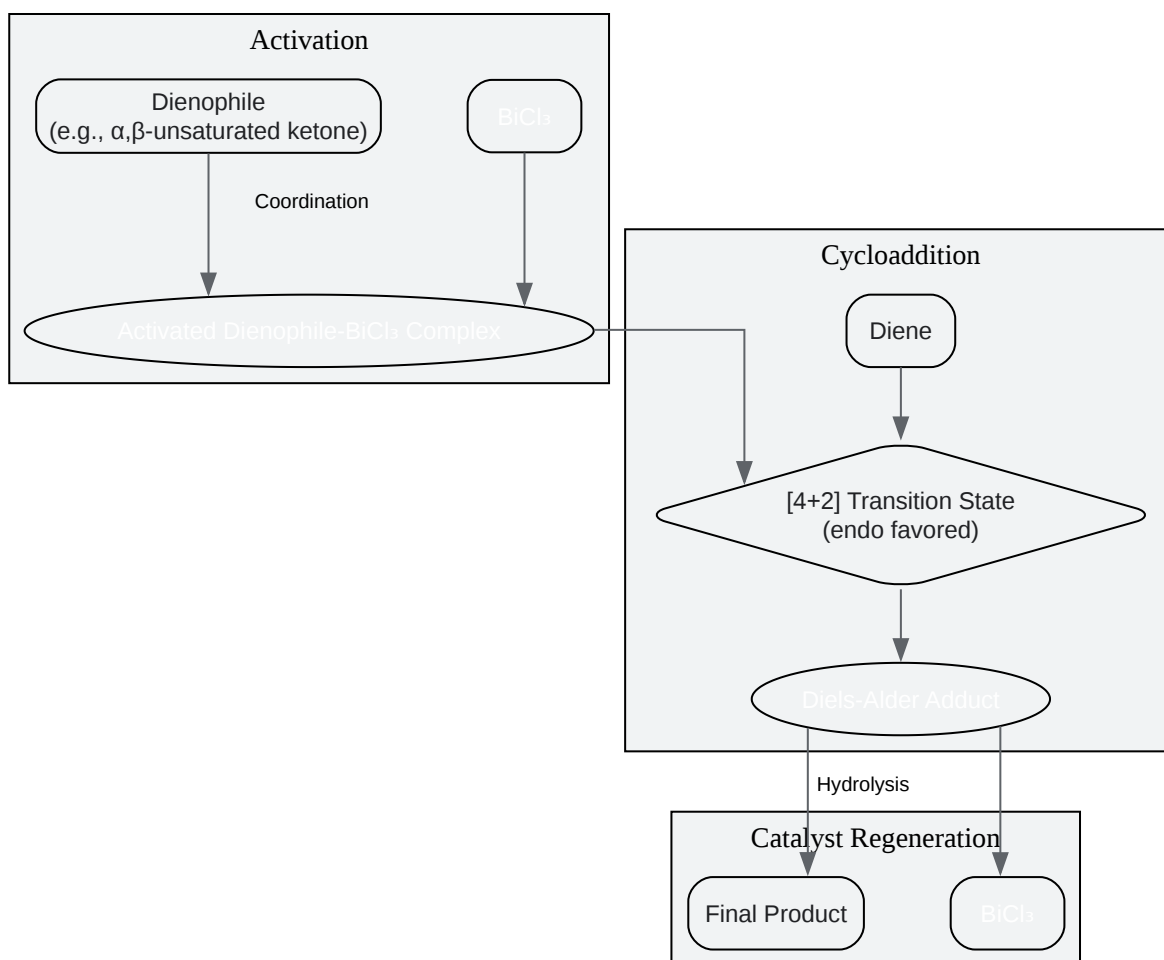 Activation
Dienophile
(e.g., α,β-unsaturated ketone)
BiCl₃
Coordination
Activated Dienophile-BiCl₃ Complex
Cycloaddition
Diene
[4+2] Transition State
(endo favored)
Diels-Alder Adduct
Hydrolysis
Catalyst Regeneration
Final Product
BiCl₃